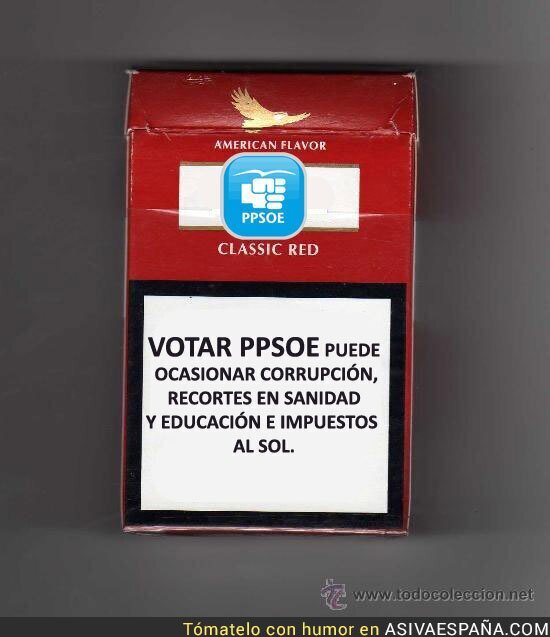 AMERICAN FLAVOR
PPSOE
CLASSIC RED
VOTAR PPSOE PUEDE
OCASIONAR CORRUPCIÓN,
RECORTES EN SANIDAD
Y EDUCACIÓN E IMPUESTOS
AL SOL.
www.todocoleccion.net
Tómatelo con humor en ASIVAESPAÑA.COM